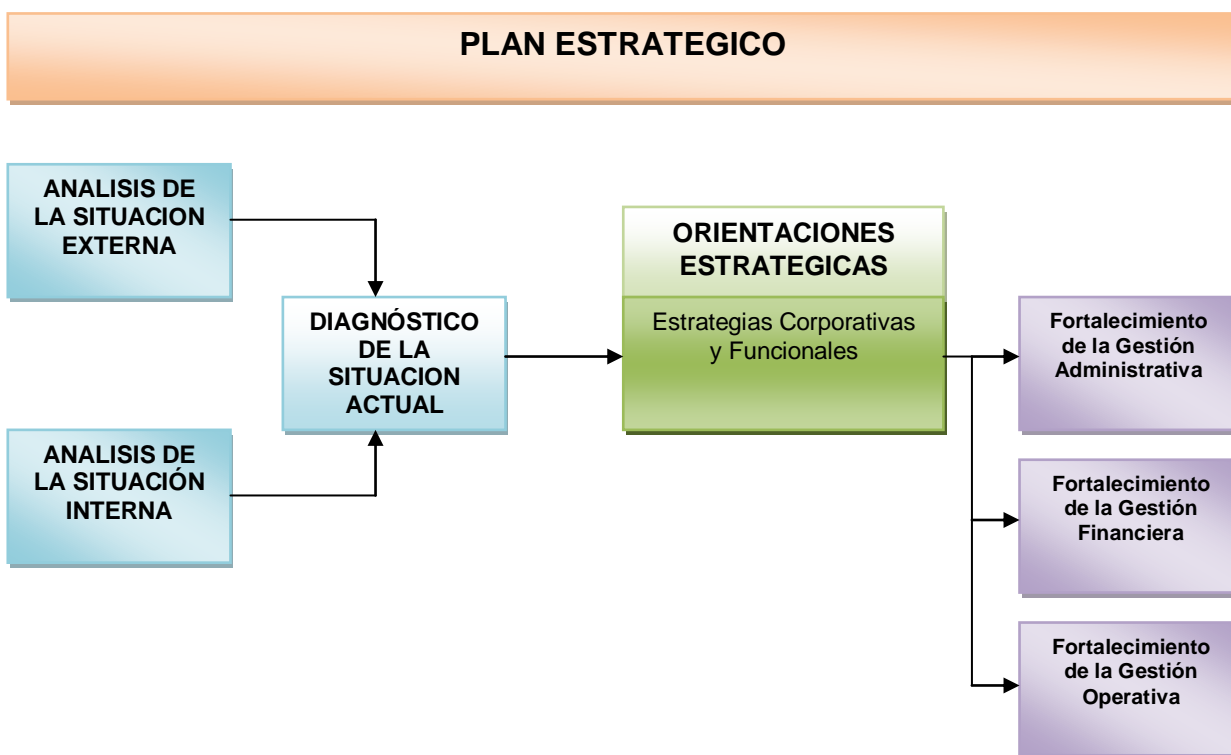 PLAN ESTRATEGICO
ANALISIS DE
LA SITUACION
EXTERNA
ANALISIS DE
LA SITUACIÓN
INTERNA
DIAGNÓSTICO
DE LA
SITUACION
ACTUAL
ORIENTACIONES
ESTRATEGICAS
Estrategias Corporativas
y Funcionales
Fortalecimiento
de la Gestión
Administrativa
Fortalecimiento
de la Gestión
Financiera
Fortalecimiento
de la Gestión
Operativa